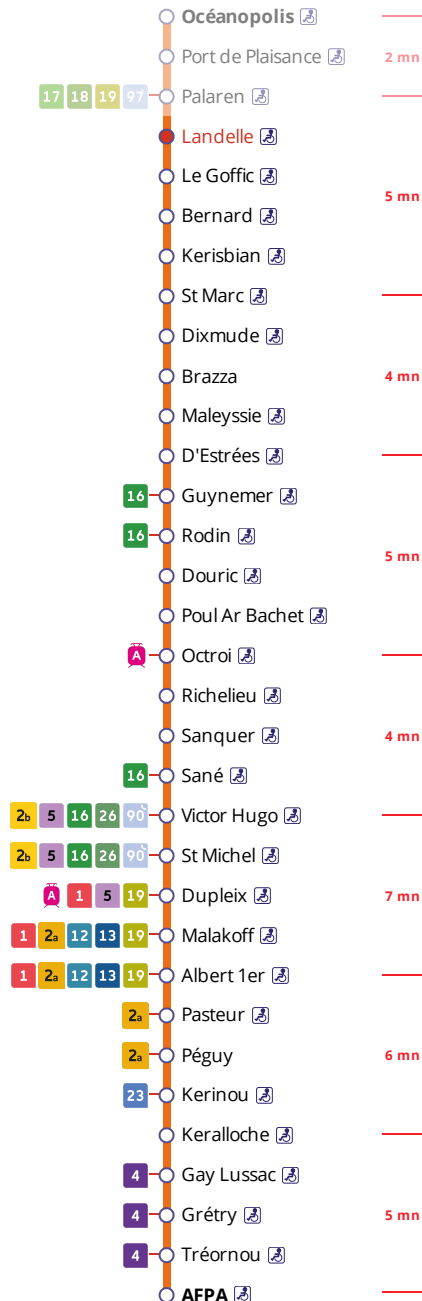 Océanopolis
Port de Plaisance 2 mn
17 18 19 97 Palaren
Landelle
Le Goffic
5 mn
Bernard
Kerisbian
St Marc
Dixmude
Brazza 4 mn
Maleyssie
D'Estrées
16 Guynemer
16 Rodin
5 mn
Douric
Poul Ar Bachet
A Octroi
Richelieu
Sanquer 4 mn
16 Sané
2b 5 16 26 90 Victor Hugo
2b 5 16 26 90 St Michel
A 1 5 19 Dupleix 7 mn
1 2a 12 13 19 Malakoff
1 2a 12 13 19 Albert 1er
2a Pasteur
2a Péguy 6 mn
23 Kerinou
Keralloche
4 Gay Lussac
4 Grétry 5 mn
4 Tréornou
AFPA